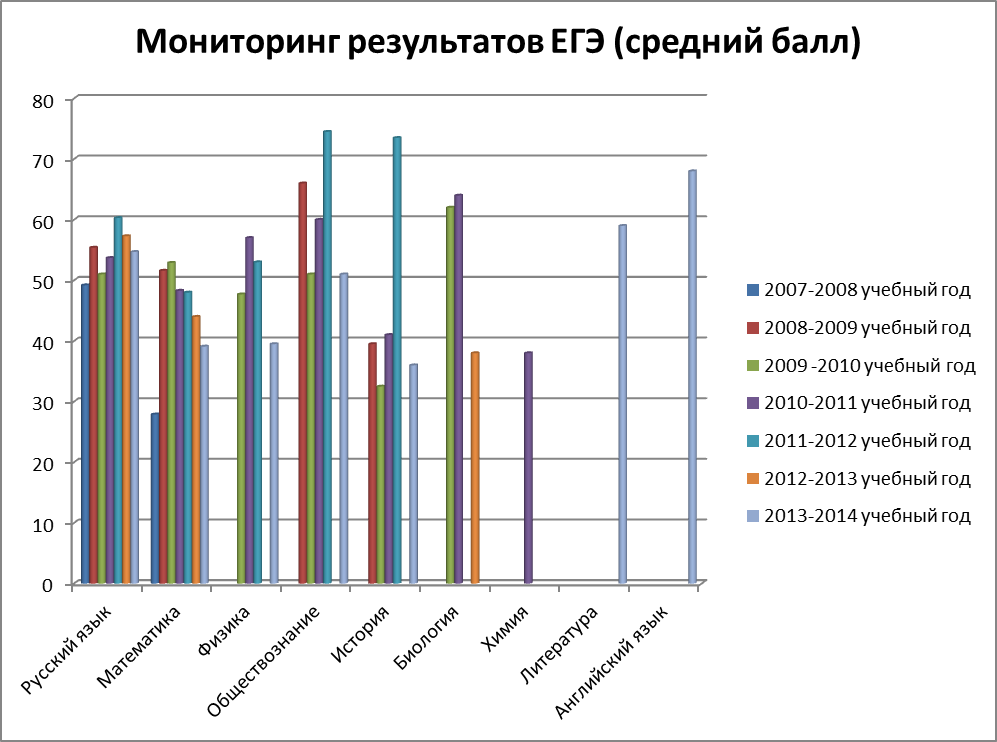 Мониторинг результатов ЕГЭ (средний балл)
80
70
60
50
40
30
20
10
0
Русский язык
Математика
Физика
Обществознание
История
Биология
Химия
Литература
Английский язык
2007-2008 учебный год
2008-2009 учебный год
2009 -2010 учебный год
2010-2011 учебный год
2011-2012 учебный год
2012-2013 учебный год
2013-2014 учебный год